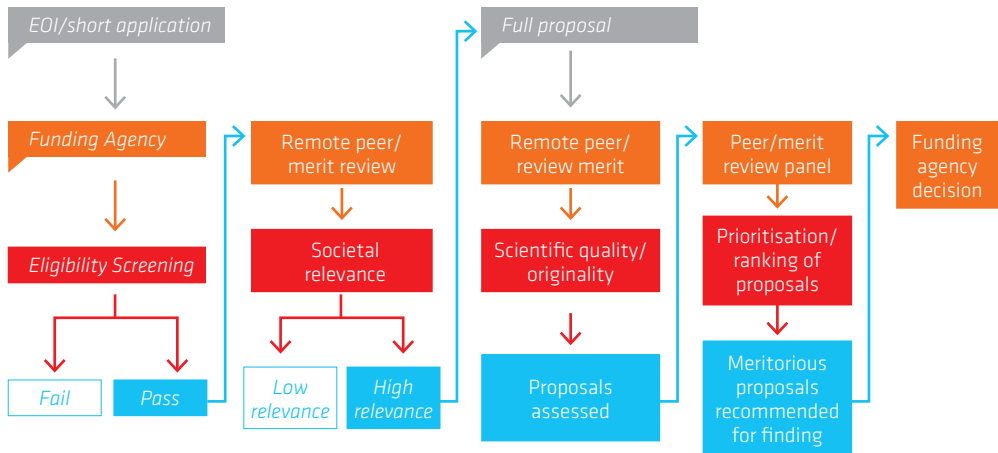 EOI/short application
Funding Agency
Eligibility Screening
Fail
Pass
Remote peer/
merit review
Societal
relevance
Low
relevance
High
relevance
Full proposal
Remote peer/
review merit
Scientific quality/
originality
Proposals
assessed
Peer/merit
review panel
Prioritisation/
ranking of
proposals
Meritorious
proposals
recommended
for finding
Funding
agency
decision